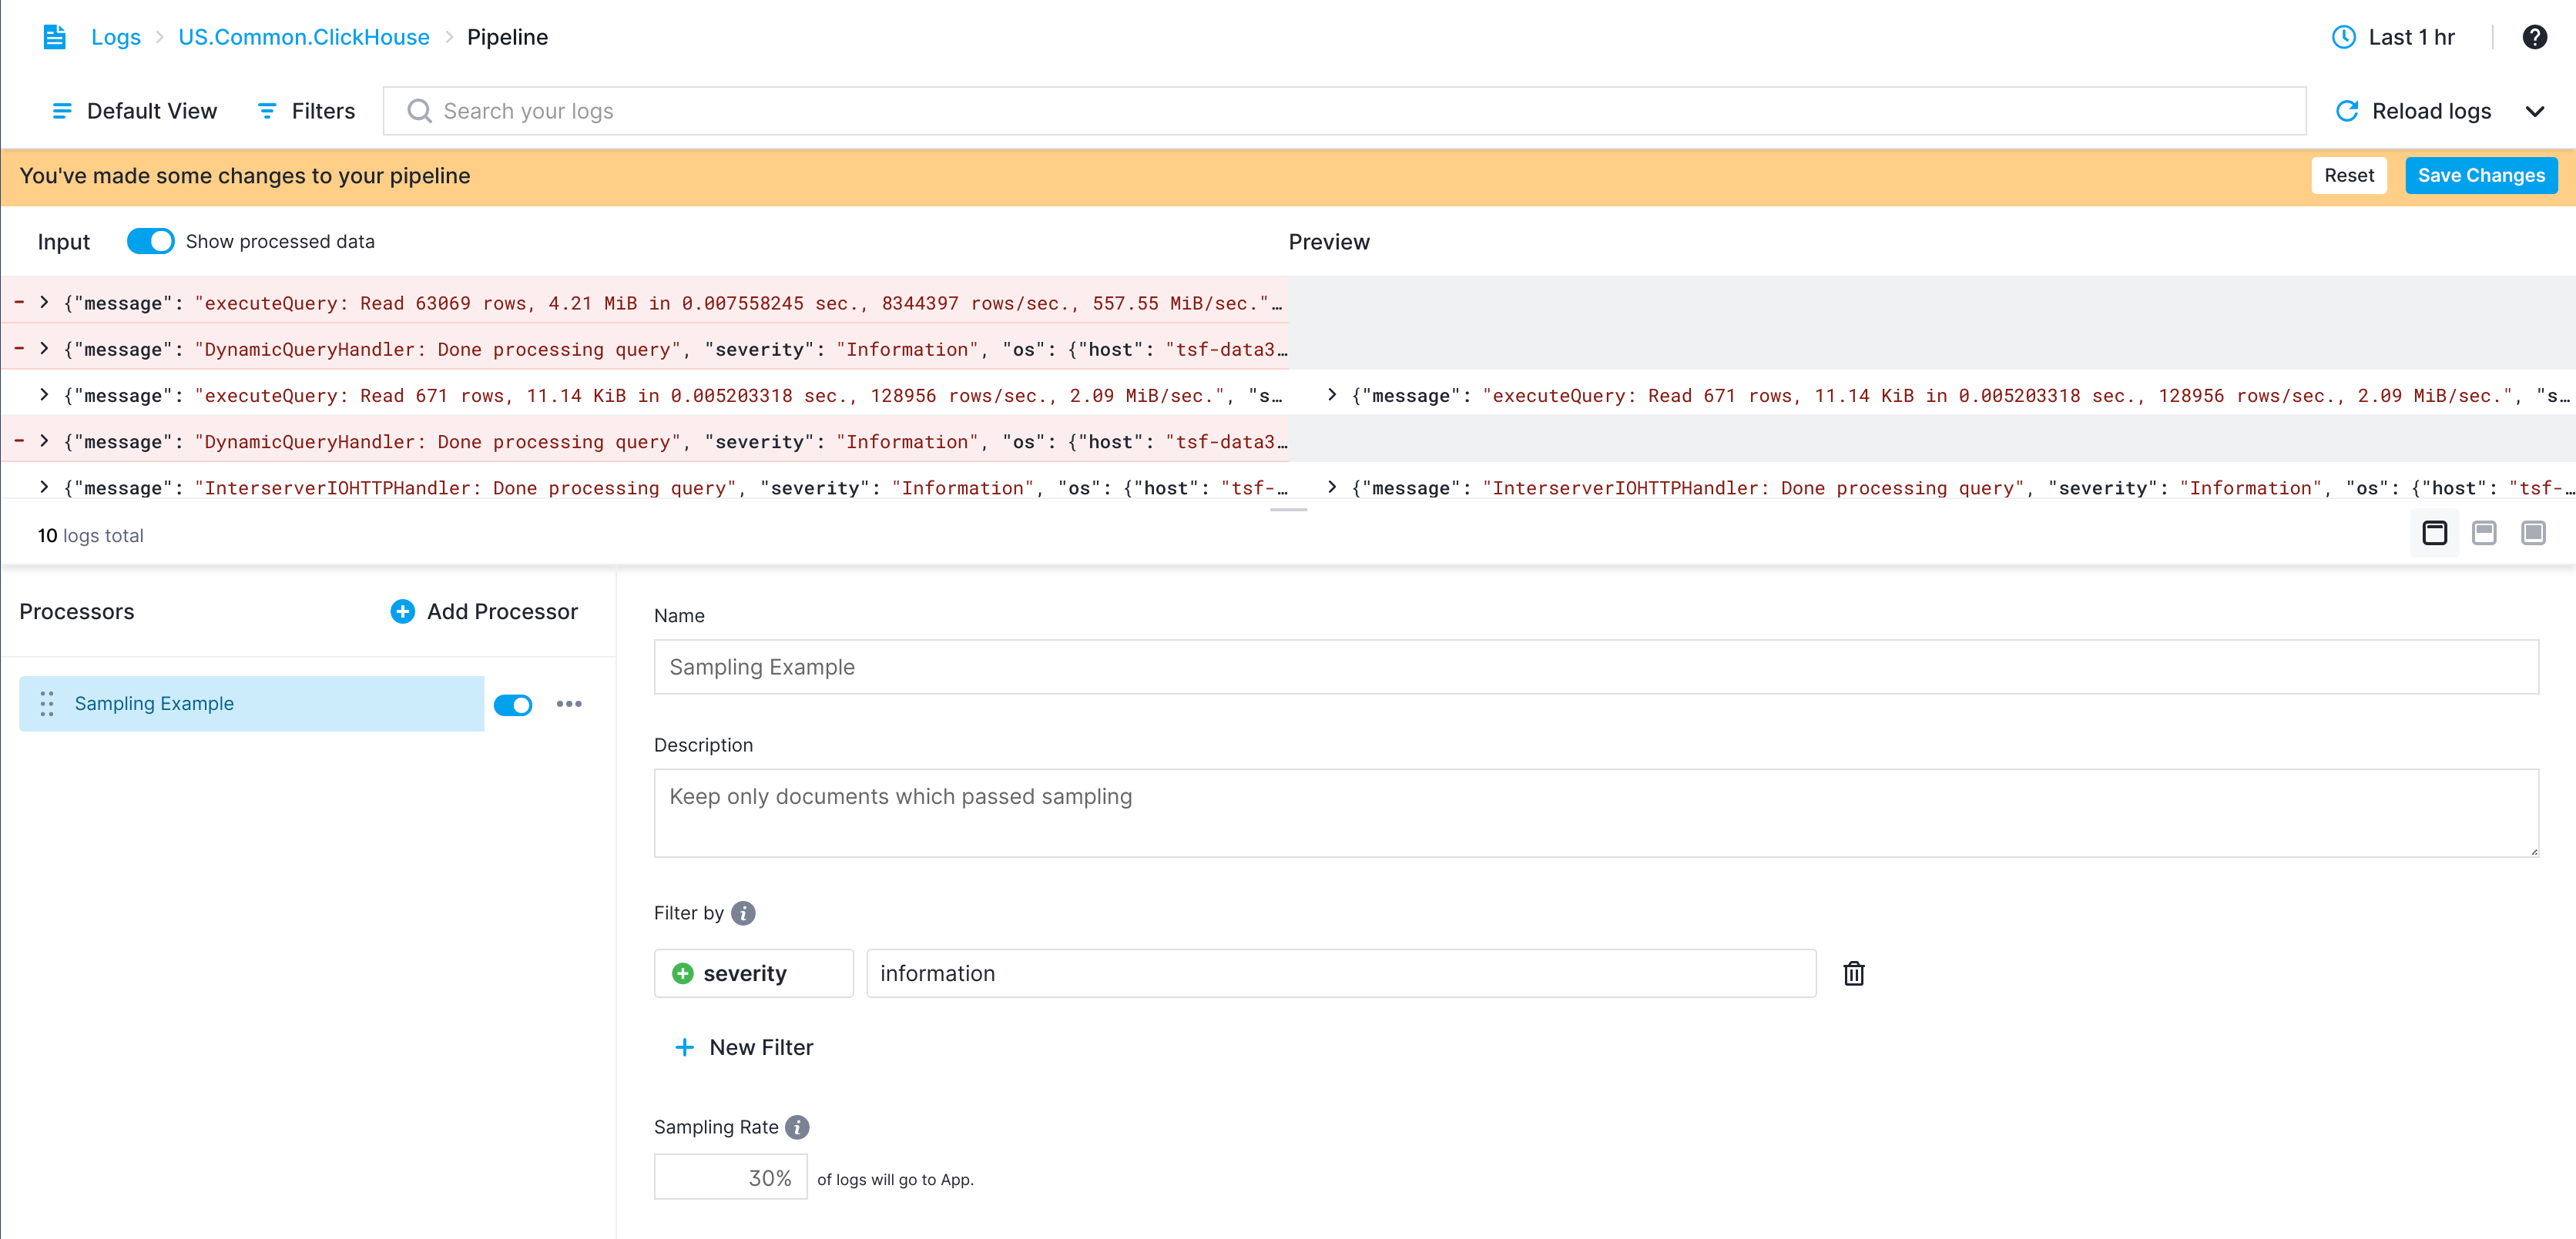 Logs > US.Common.ClickHouse > Pipeline
Last 1 hr
?
Default View
Filters
Search your logs
Reload logs
You've made some changes to your pipeline
Reset
Save Changes
Input
Show processed data
Preview
- > {"message": "executeQuery: Read 63069 rows, 4.21 MiB in 0.007558245 sec., 8344397 rows/sec., 557.55 MiB/sec."…
- > {"message": "DynamicQueryHandler: Done processing query", "severity": "Information", "os": {"host": "tsf-data3…
> {"message": "executeQuery: Read 671 rows, 11.14 KiB in 0.005203318 sec., 128956 rows/sec., 2.09 MiB/sec.", "s…
> {"message": "executeQuery: Read 671 rows, 11.14 KiB in 0.005203318 sec., 128956 rows/sec., 2.09 MiB/sec.", "s…
- > {"message": "DynamicQueryHandler: Done processing query", "severity": "Information", "os": {"host": "tsf-data3…
> {"message": "InterserverIOHTTPHandler: Done processing query", "severity": "Information", "os": {"host": "tsf-…
> {"message": "InterserverIOHTTPHandler: Done processing query", "severity": "Information", "os": {"host": "tsf-…
10 logs total
Processors
Add Processor
Sampling Example
Name
Sampling Example
Description
Keep only documents which passed sampling
Filter by
severity
information
New Filter
Sampling Rate
30%
of logs will go to App.